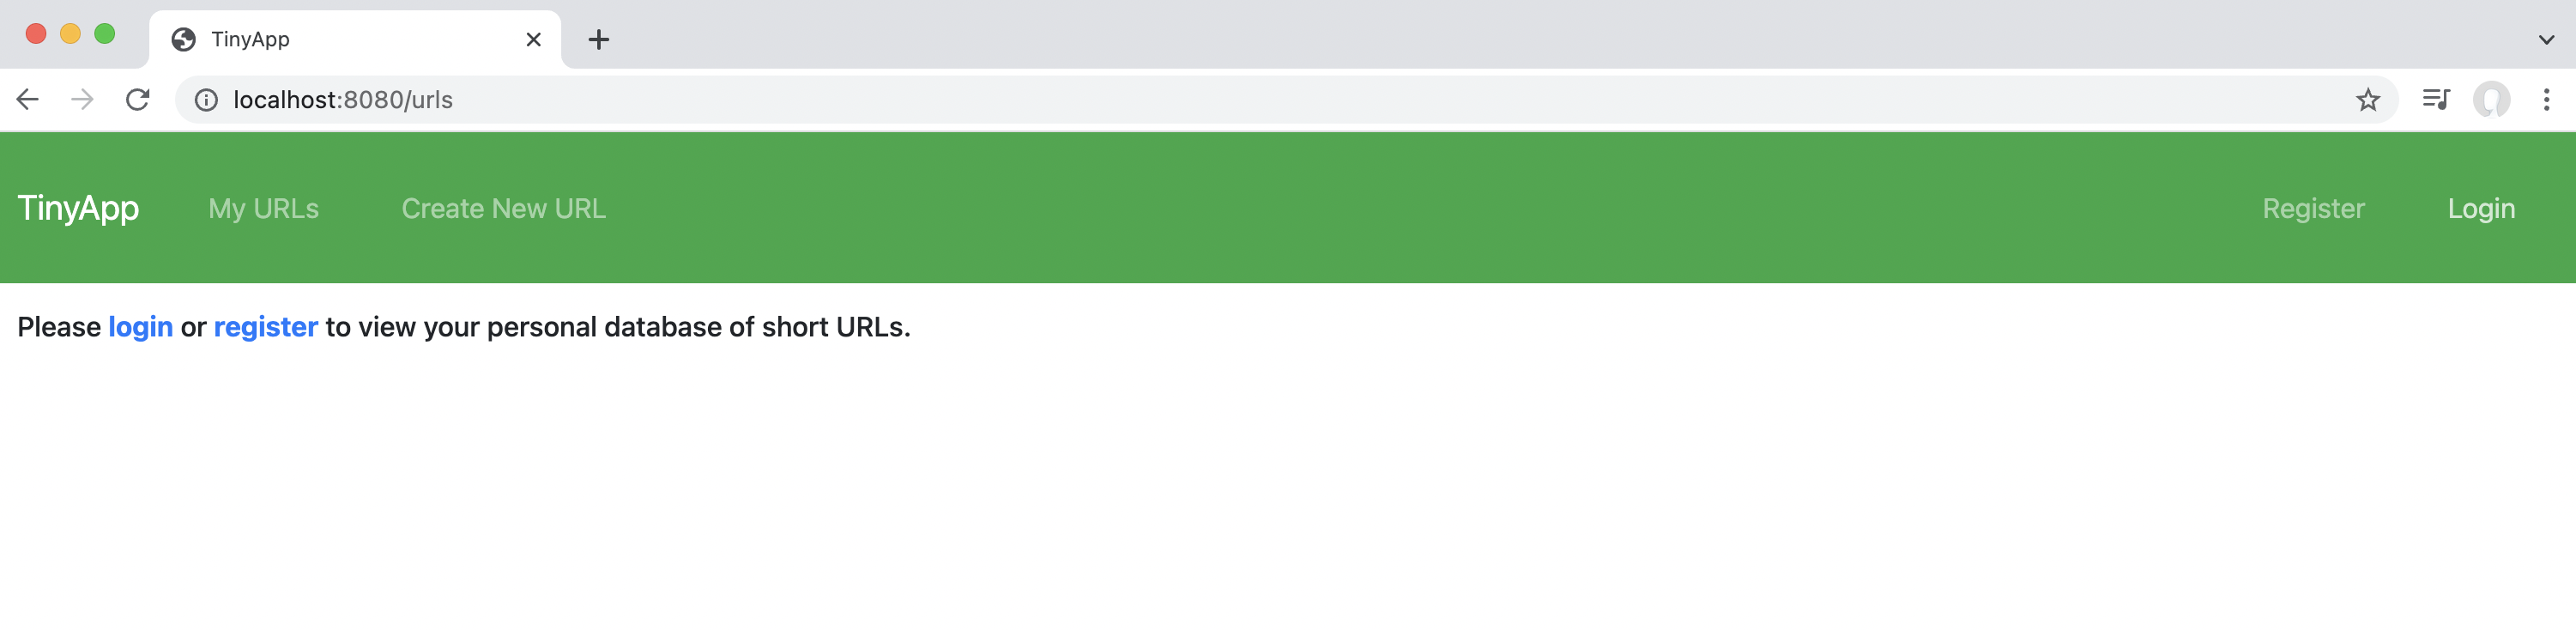 TinyApp
localhost:8080/urls
TinyApp My URLs Create New URL Register Login
Please login or register to view your personal database of short URLs.